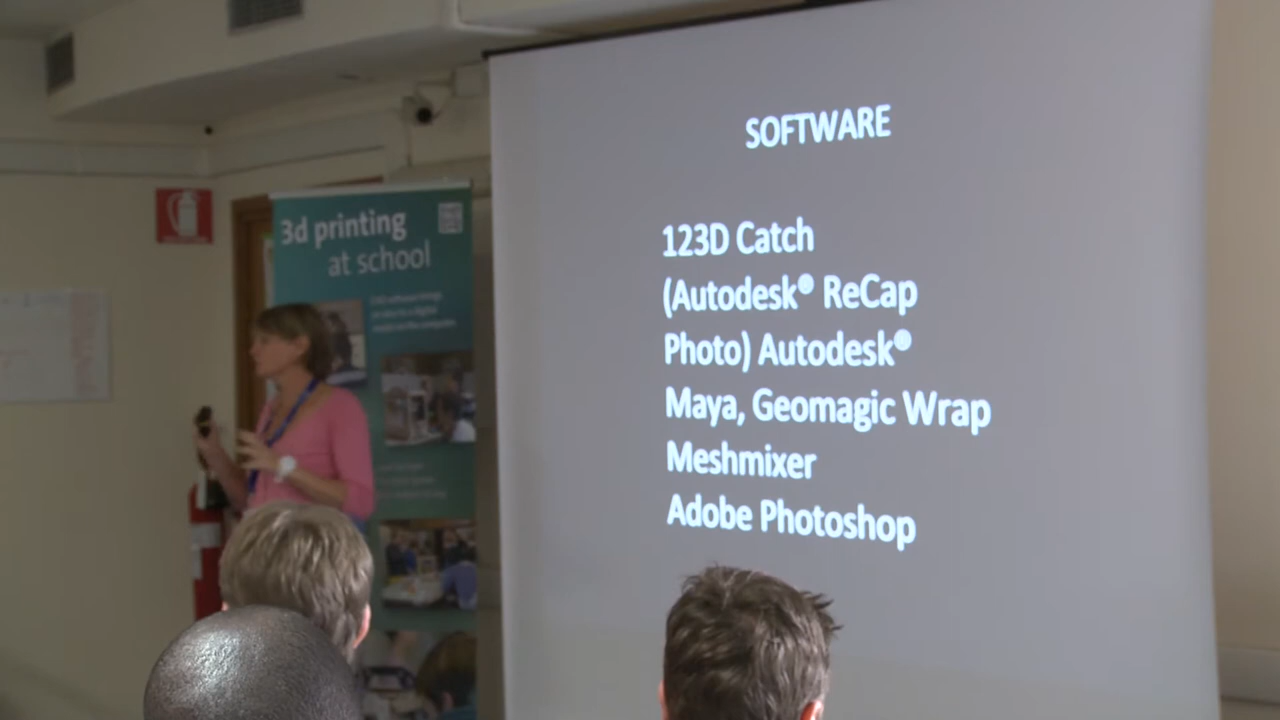 SOFTWARE
123D Catch
(Autodesk® ReCap
Photo) Autodesk®
Maya, Geomagic Wrap
Meshmixer
Adobe Photoshop
3d printing
at school